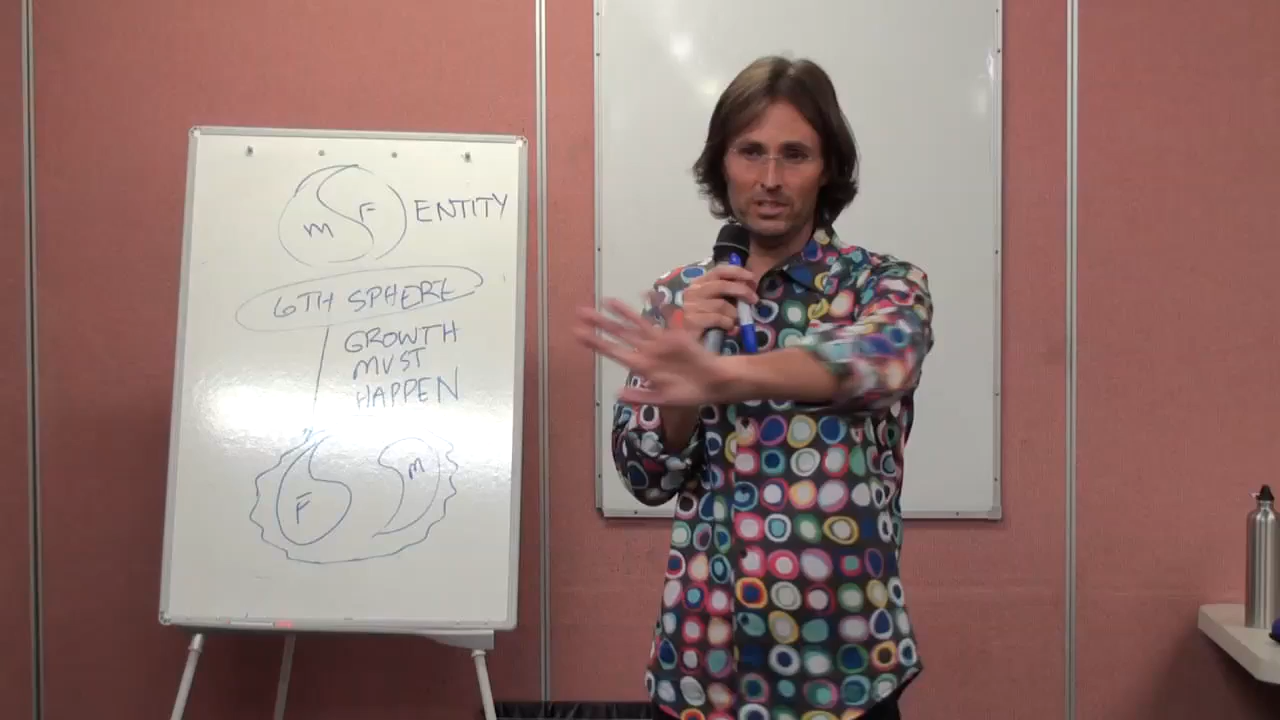 m F ENTITY
6TH SPHERE
GROWTH
MUST
HAPPEN
F m